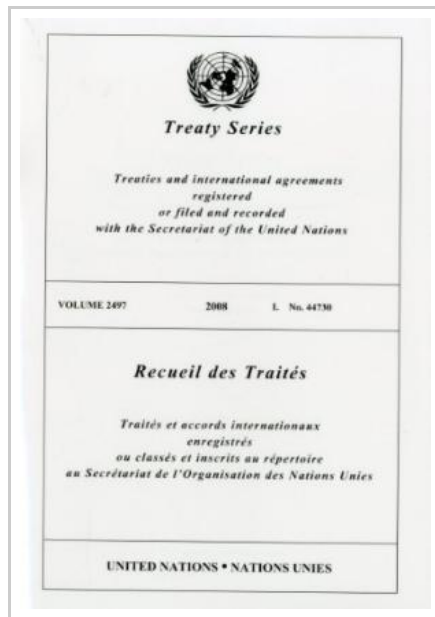 Treaty Series
Treaties and international agreements
registered
or filed and recorded
with the Secretariat of the United Nations
VOLUME 2497 2008 I. No. 44730
Recueil des Traités
Traités et accords internationaux
enregistrés
ou classés et inscrits au répertoire
au Secrétariat de l'Organisation des Nations Unies
UNITED NATIONS • NATIONS UNIES